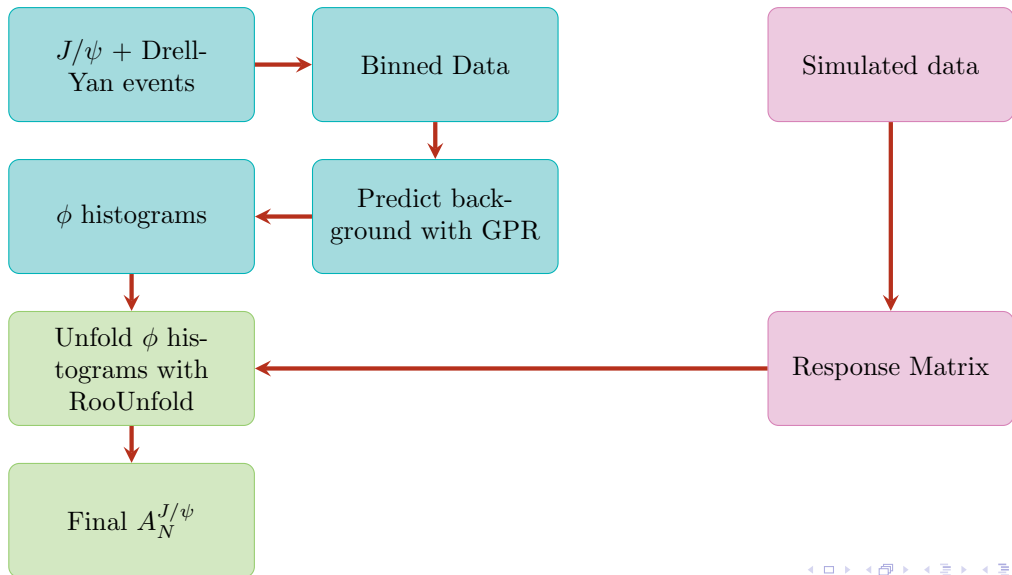 J/ψ + Drell-
Yan events
Binned Data
Simulated data
ϕ histograms
Predict back-
ground with GPR
Unfold ϕ his-
tograms with
RooUnfold
Response Matrix
Final A_N^{J/ψ}